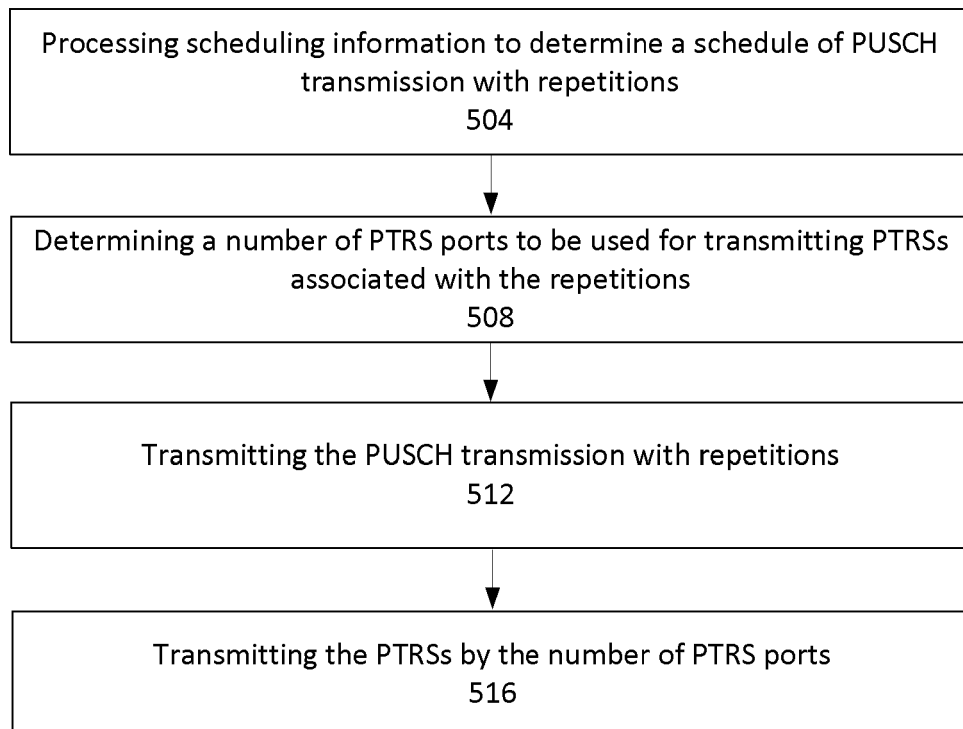 Processing scheduling information to determine a schedule of PUSCH
transmission with repetitions
504
Determining a number of PTRS ports to be used for transmitting PTRSs
associated with the repetitions
508
Transmitting the PUSCH transmission with repetitions
512
Transmitting the PTRSs by the number of PTRS ports
516